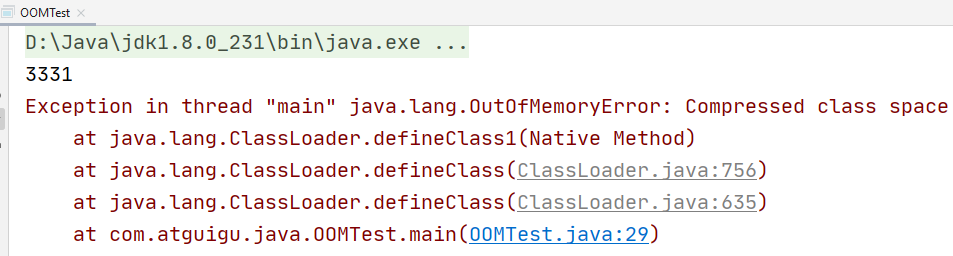 OOMTest
D:\Java\jdk1.8.0_231\bin\java.exe ...
3331
Exception in thread "main" java.lang.OutOfMemoryError: Compressed class space
at java.lang.ClassLoader.defineClass1(Native Method)
at java.lang.ClassLoader.defineClass(ClassLoader.java:756)
at java.lang.ClassLoader.defineClass(ClassLoader.java:635)
at com.atguigu.java.OOMTest.main(OOMTest.java:29)